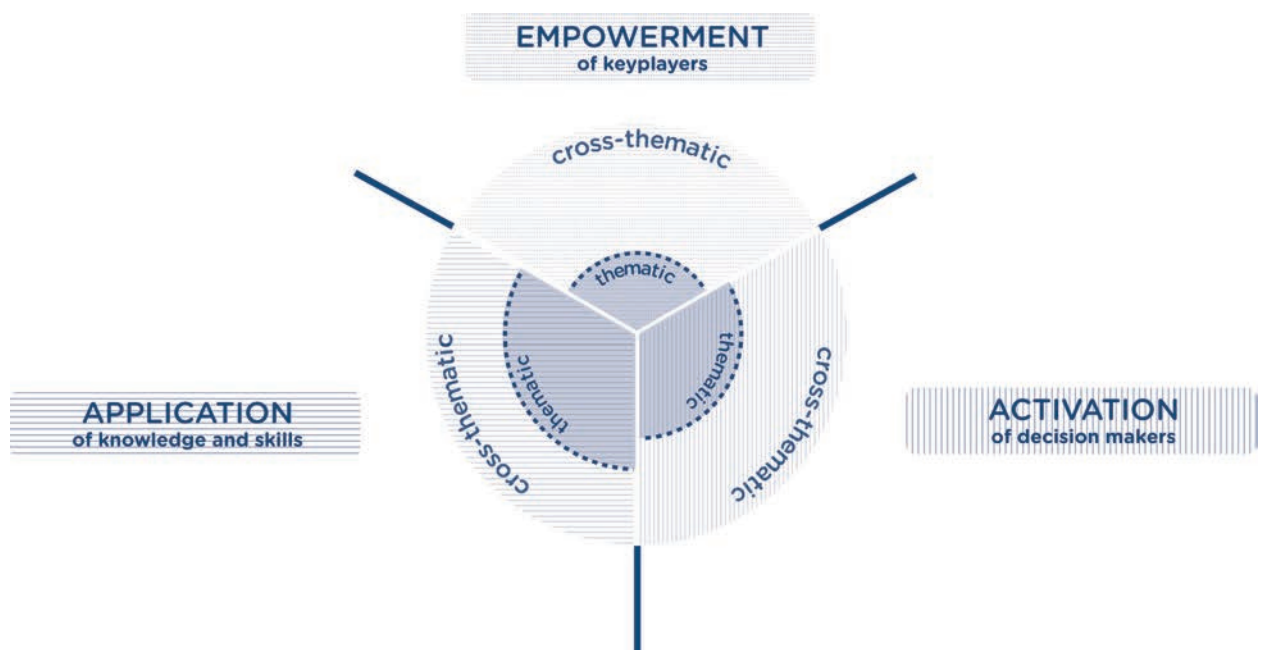 EMPOWERMENT
of keyplayers
cross-thematic
thematic
cross-thematic
thematic
thematic
cross-thematic
APPLICATION
of knowledge and skills
ACTIVATION
of decision makers